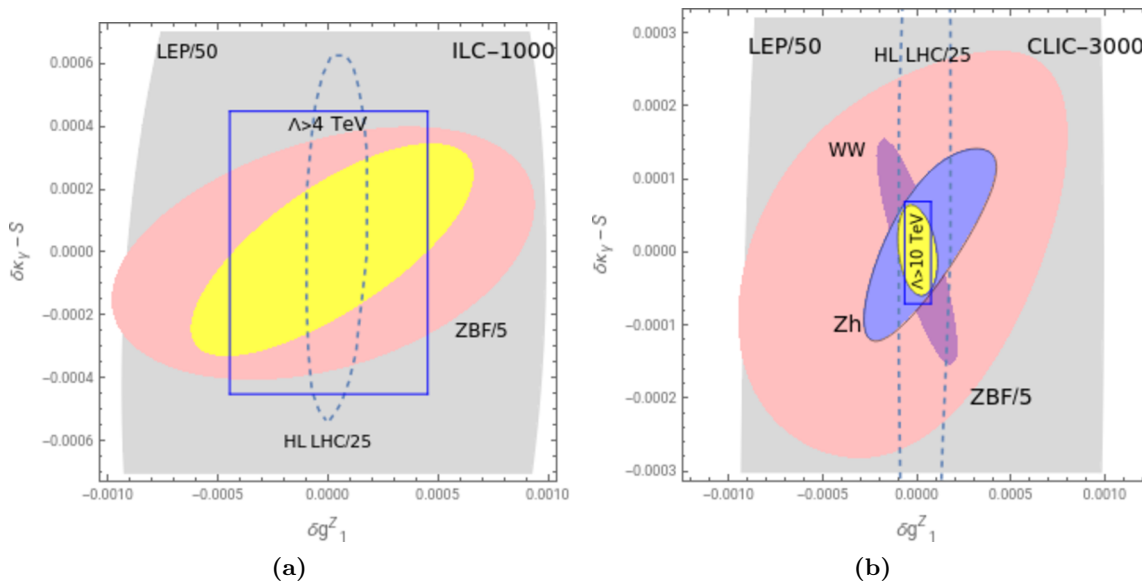 LEP/50
ILC–1000
Λ>4 TeV
ZBF/5
HL LHC/25
0.0006
0.0004
0.0002
0.0000
−0.0002
−0.0004
−0.0006
δκγ – S
−0.0010
−0.0005
0.0000
0.0005
0.0010
δgZ1
(a)
LEP/50
CLIC–3000
HL LHC/25
WW
Λ>10 TeV
Zh
ZBF/5
0.0003
0.0002
0.0001
0.0000
−0.0001
−0.0002
−0.0003
δκγ – S
−0.0010
−0.0005
0.0000
0.0005
0.0010
δgZ1
(b)